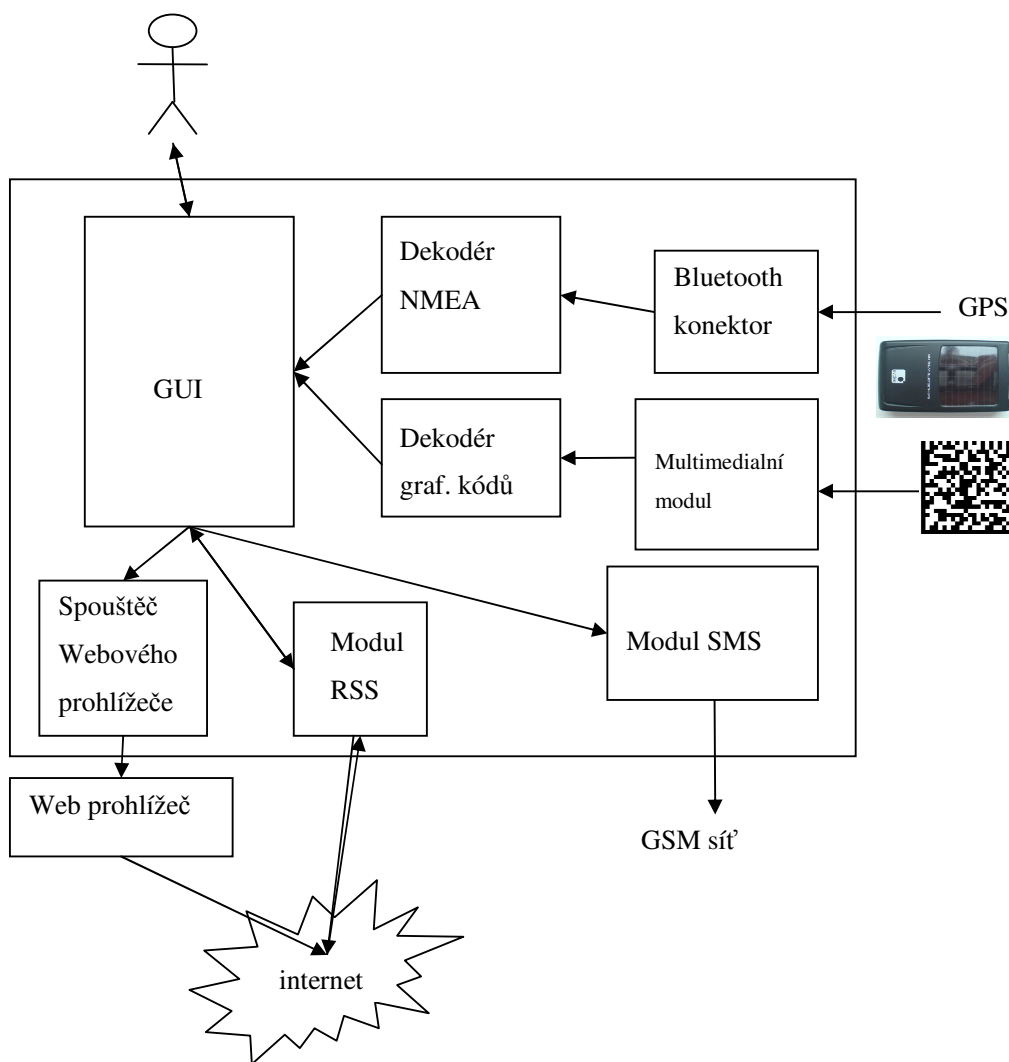 Dekodér
NMEA
Bluetooth
konektor
GPS
GUI
Dekodér
graf. kódů
Multimedialní
modul
Spouštěč
Webového
prohlížeče
Modul
RSS
Modul SMS
Web prohlížeč
GSM síť
internet